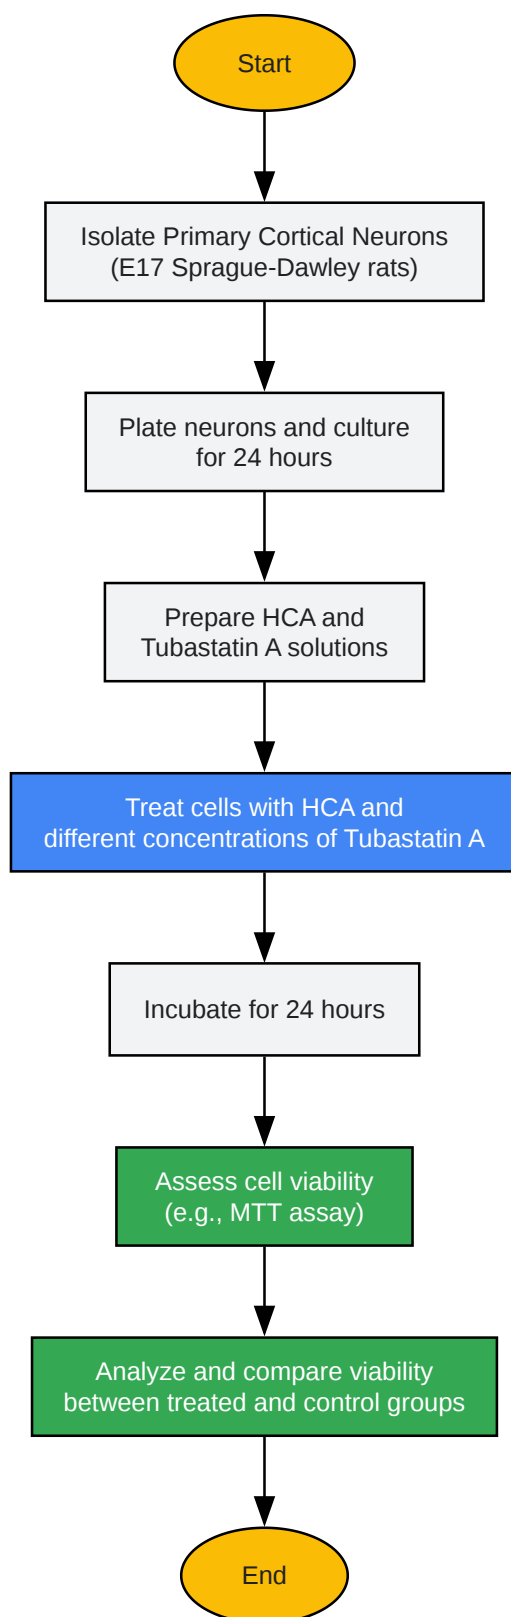 Start
Isolate Primary Cortical Neurons
(E17 Sprague-Dawley rats)
Plate neurons and culture
for 24 hours
Prepare HCA and
Tubastatin A solutions
Treat cells with HCA and
different concentrations of Tubastatin A
Incubate for 24 hours
Assess cell viability
(e.g., MTT assay)
Analyze and compare viability
between treated and control groups
End